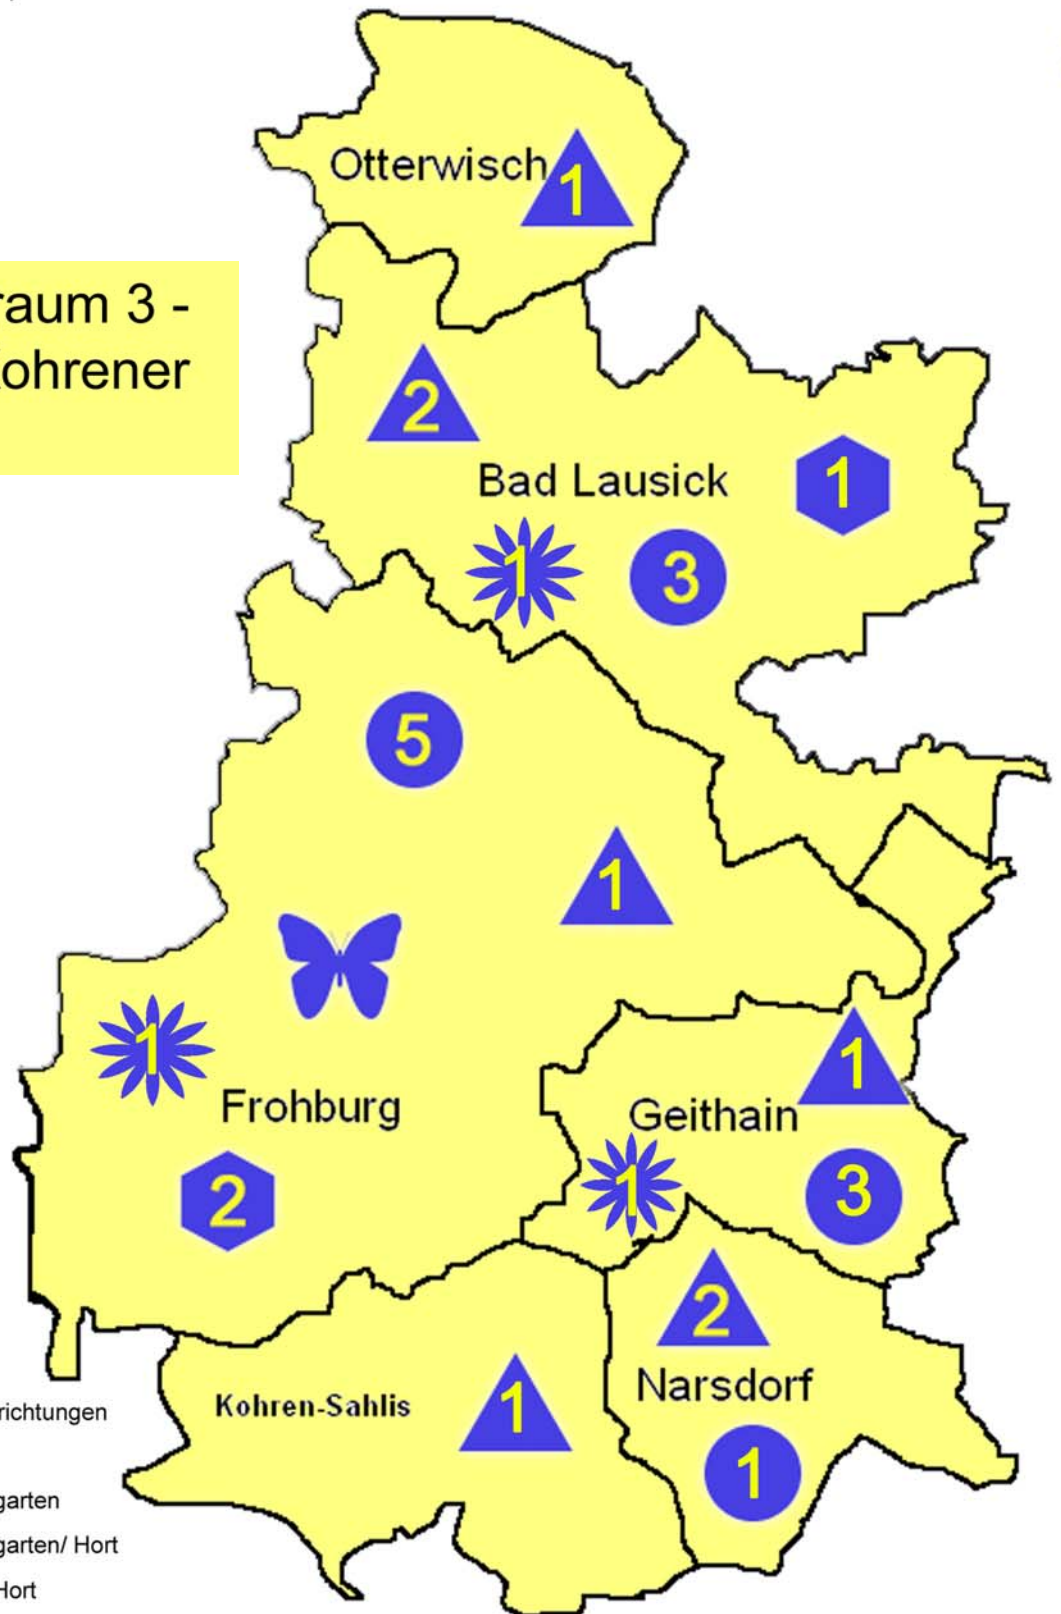 Otterwisch
1
raum 3 -
ohrener
2
Bad Lausick
1
1
3
5
1
1
Frohburg
2
1
Geithain
1
3
2
Narsdorf
1
Kohren-Sahlis
1
richtungen
garten
garten/ Hort
Hort